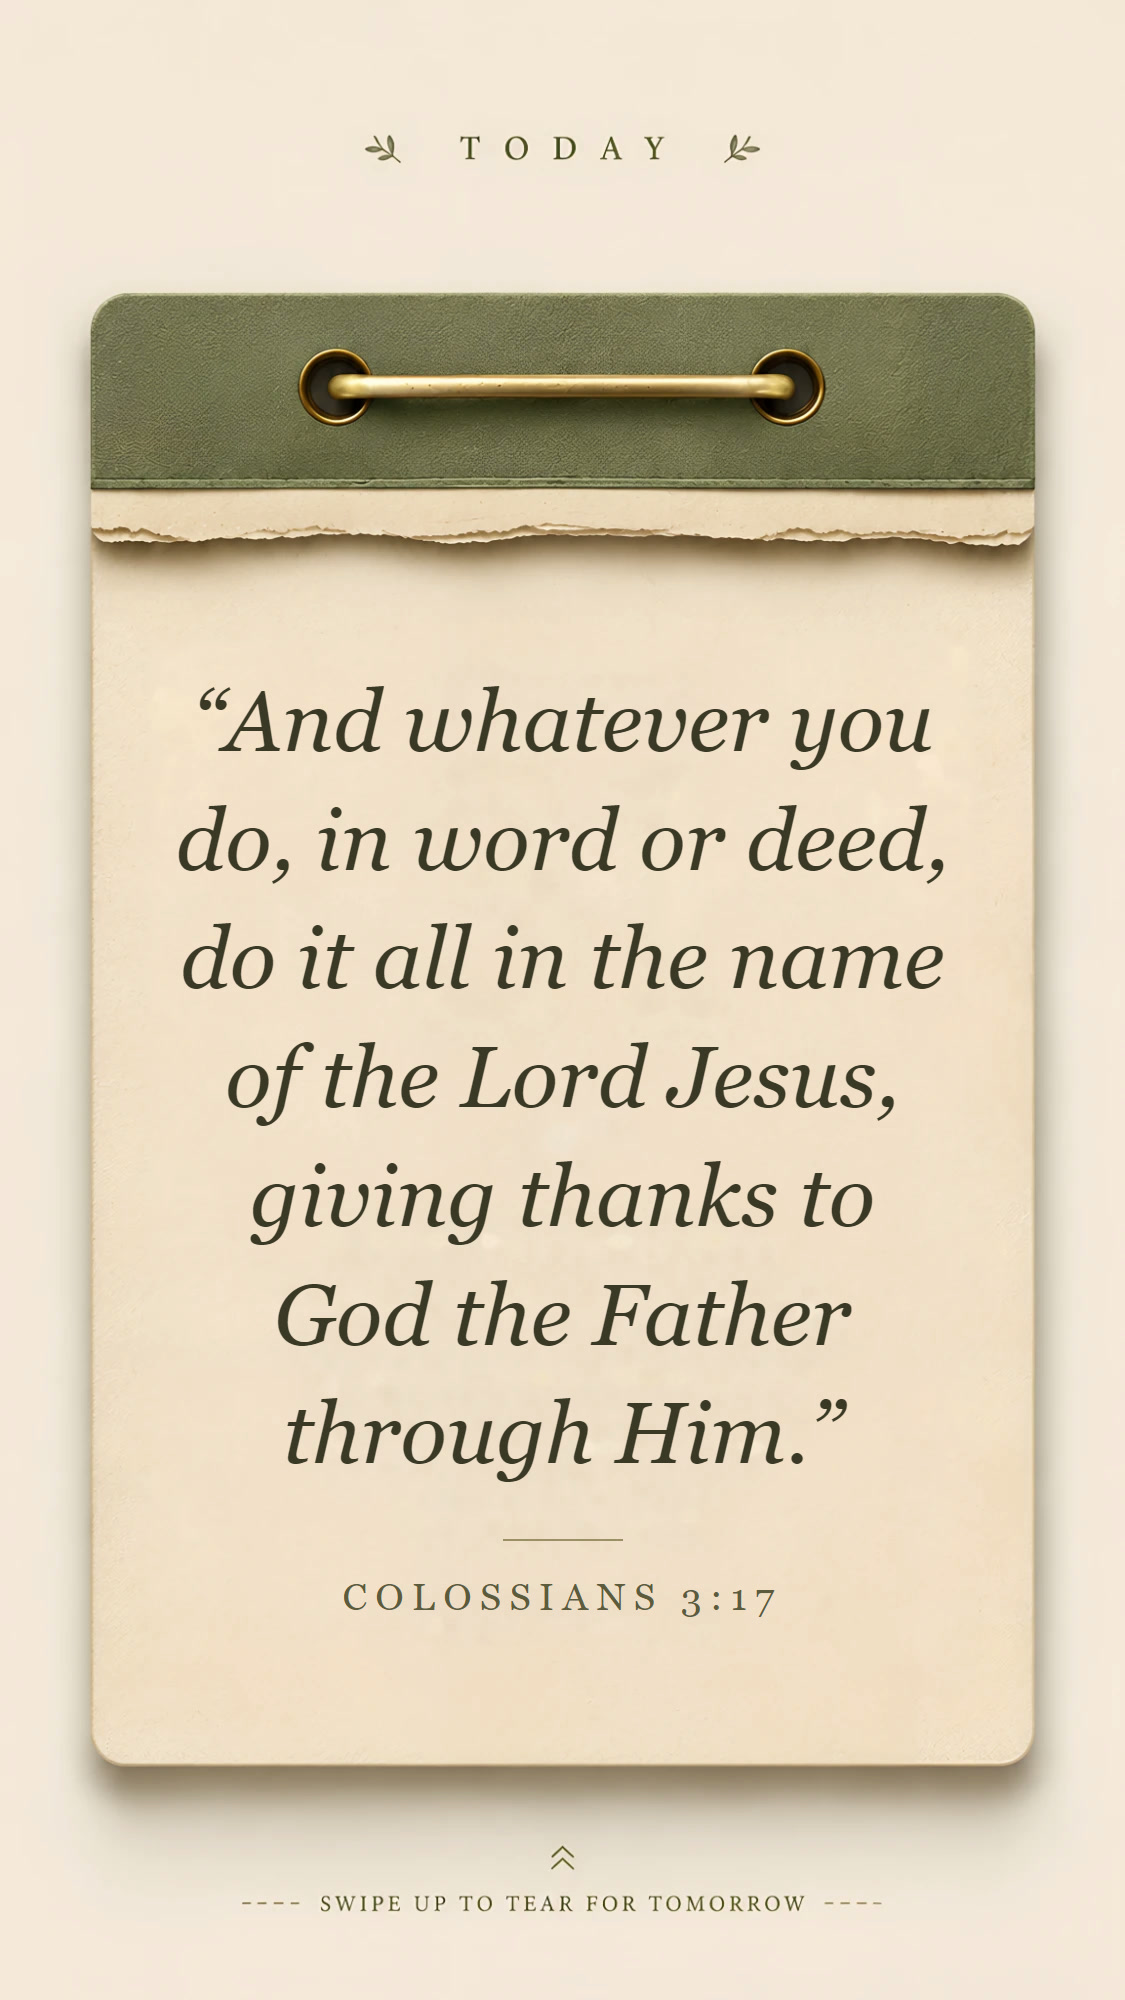 TODAY
“And whatever you
do, in word or deed,
do it all in the name
of the Lord Jesus,
giving thanks to
God the Father
through Him.”
COLOSSIANS 3:17
SWIPE UP TO TEAR FOR TOMORROW